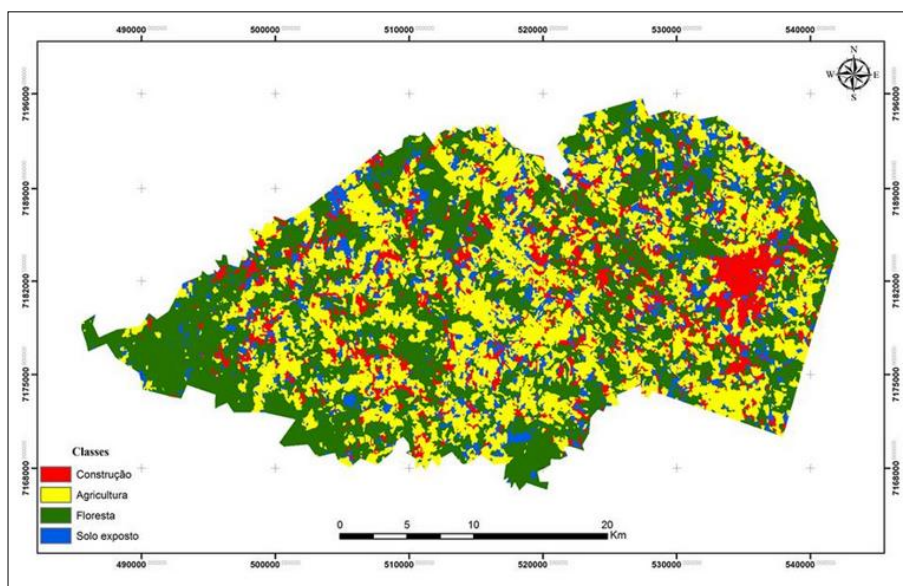 490000 500000 510000 520000 530000 540000
N
W E
S
7196000 7196000
7189000 7189000
7182000 7182000
7175000 7175000
7168000 7168000
Classes
Construção
Agricultura
Floresta
Solo exposto
0 5 10 20
Km
490000 500000 510000 520000 530000 540000